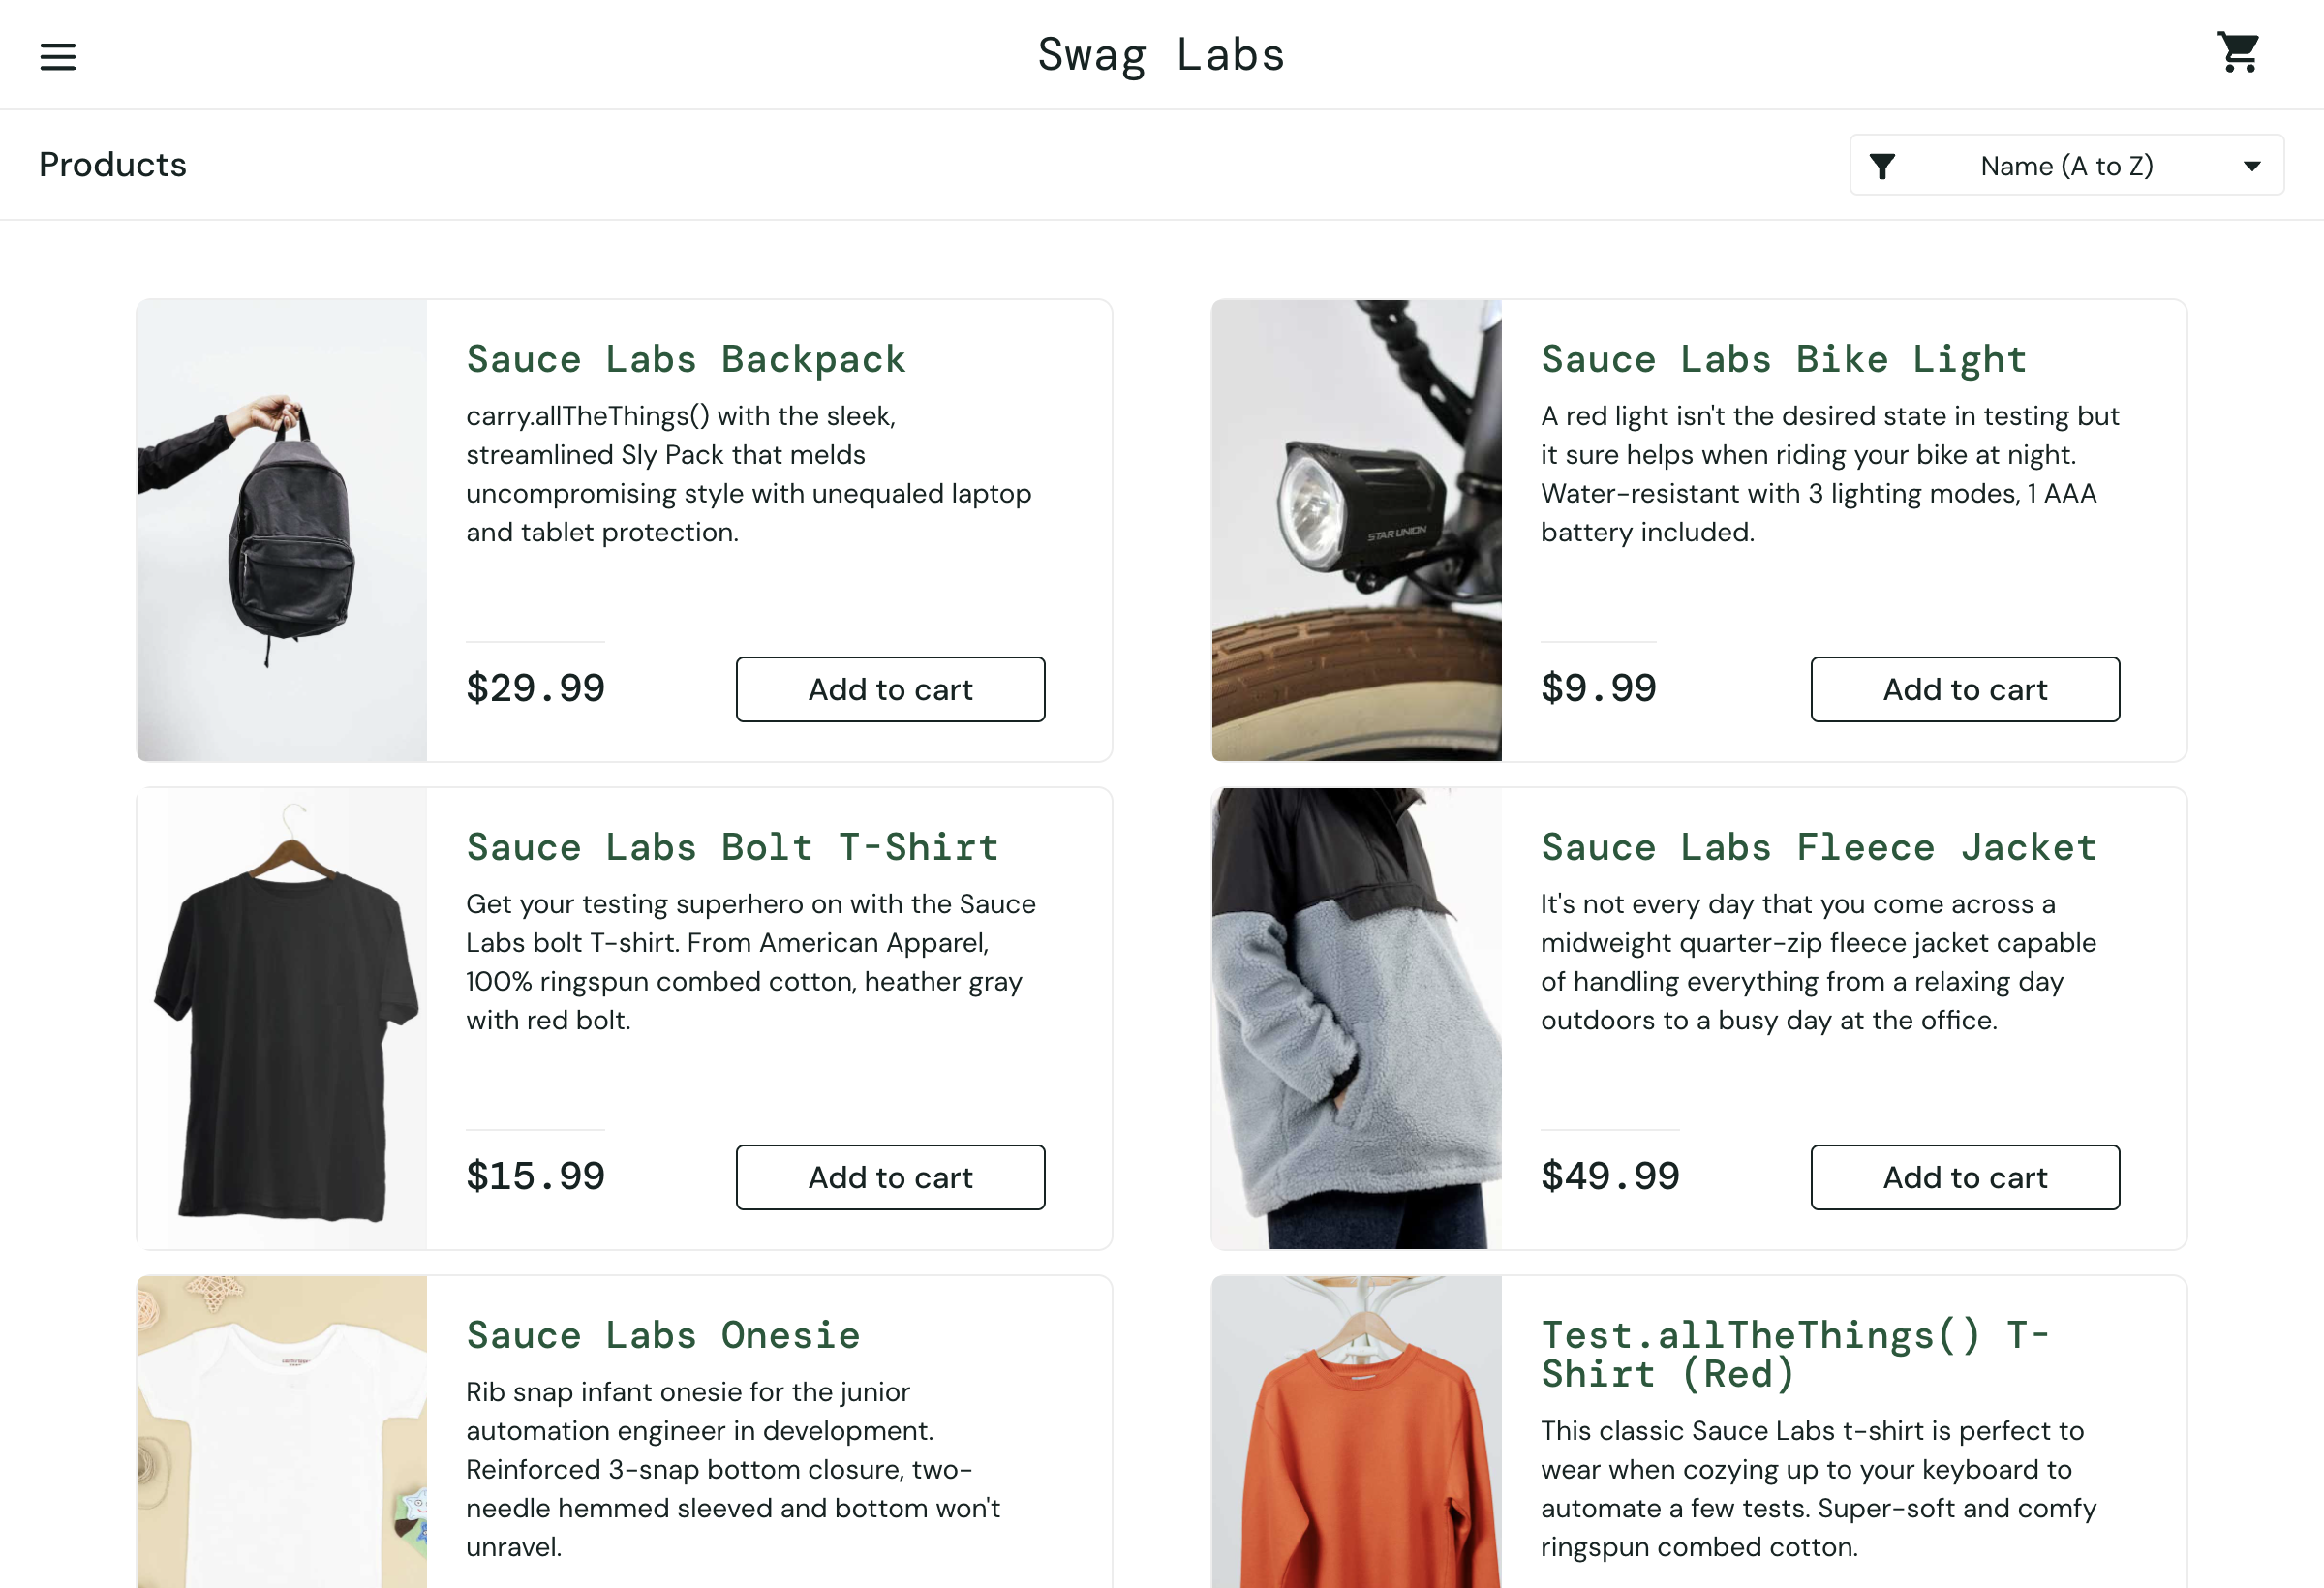 Swag Labs
Products
Name (A to Z)
Sauce Labs Backpack
carry.allTheThings() with the sleek,
streamlined Sly Pack that melds
uncompromising style with unequaled laptop
and tablet protection.
$29.99
Add to cart
Sauce Labs Bike Light
A red light isn't the desired state in testing but
it sure helps when riding your bike at night.
Water-resistant with 3 lighting modes, 1 AAA
battery included.
STAR UNION
$9.99
Add to cart
Sauce Labs Bolt T-Shirt
Get your testing superhero on with the Sauce
Labs bolt T-shirt. From American Apparel,
100% ringspun combed cotton, heather gray
with red bolt.
$15.99
Add to cart
Sauce Labs Fleece Jacket
It's not every day that you come across a
midweight quarter-zip fleece jacket capable
of handling everything from a relaxing day
outdoors to a busy day at the office.
$49.99
Add to cart
Sauce Labs Onesie
Rib snap infant onesie for the junior
automation engineer in development.
Reinforced 3-snap bottom closure, two-
needle hemmed sleeved and bottom won't
unravel.
Test.allTheThings() T-
Shirt (Red)
This classic Sauce Labs t-shirt is perfect to
wear when cozying up to your keyboard to
automate a few tests. Super-soft and comfy
ringspun combed cotton.